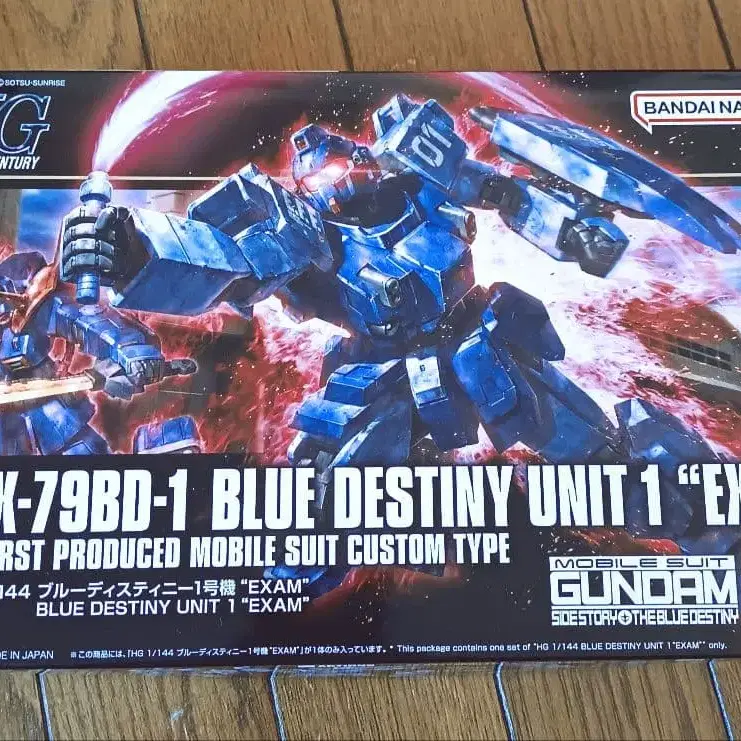 ©SOTSU・SUNRISE
HG
ENTURY
BANDAI NA
01
X-79BD-1 BLUE DESTINY UNIT 1 “EX
RST PRODUCED MOBILE SUIT CUSTOM TYPE
144 ブルーディスティニー1号機“EXAM”
BLUE DESTINY UNIT 1 “EXAM”
MOBILE SUIT
GUNDAM
SIDE STORY THE BLUE DESTINY
DE IN JAPAN
※この商品には、「HG 1/144 ブルーディスティニー1号機“EXAM”」が1体のみ入っています。 * This package contains one set of “HG 1/144 BLUE DESTINY UNIT 1“EXAM”” only.